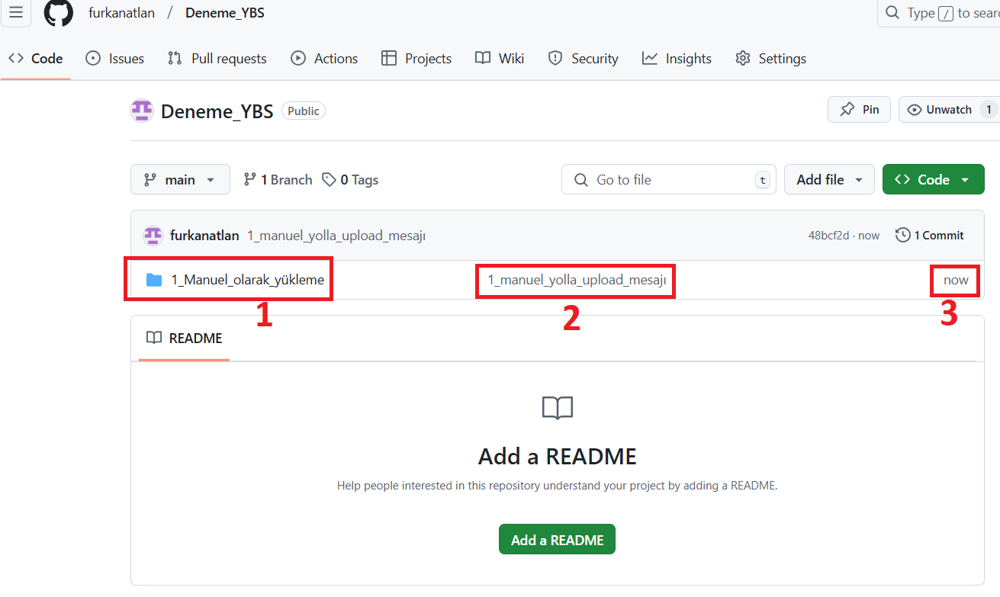 furkanatlan / Deneme_YBS Type / to sear
Code Issues Pull requests Actions Projects Wiki Security Insights Settings
Deneme_YBS Public Pin Unwatch 1
main 1 Branch 0 Tags Go to file t Add file Code
furkanatlan 1_manuel_yolla_upload_mesajı 48bcf2d · now 1 Commit
1_Manuel_olarak_yükleme 1_manuel_yolla_upload_mesajı now
1 2 3
README
Add a README
Help people interested in this repository understand your project by adding a README.
Add a README